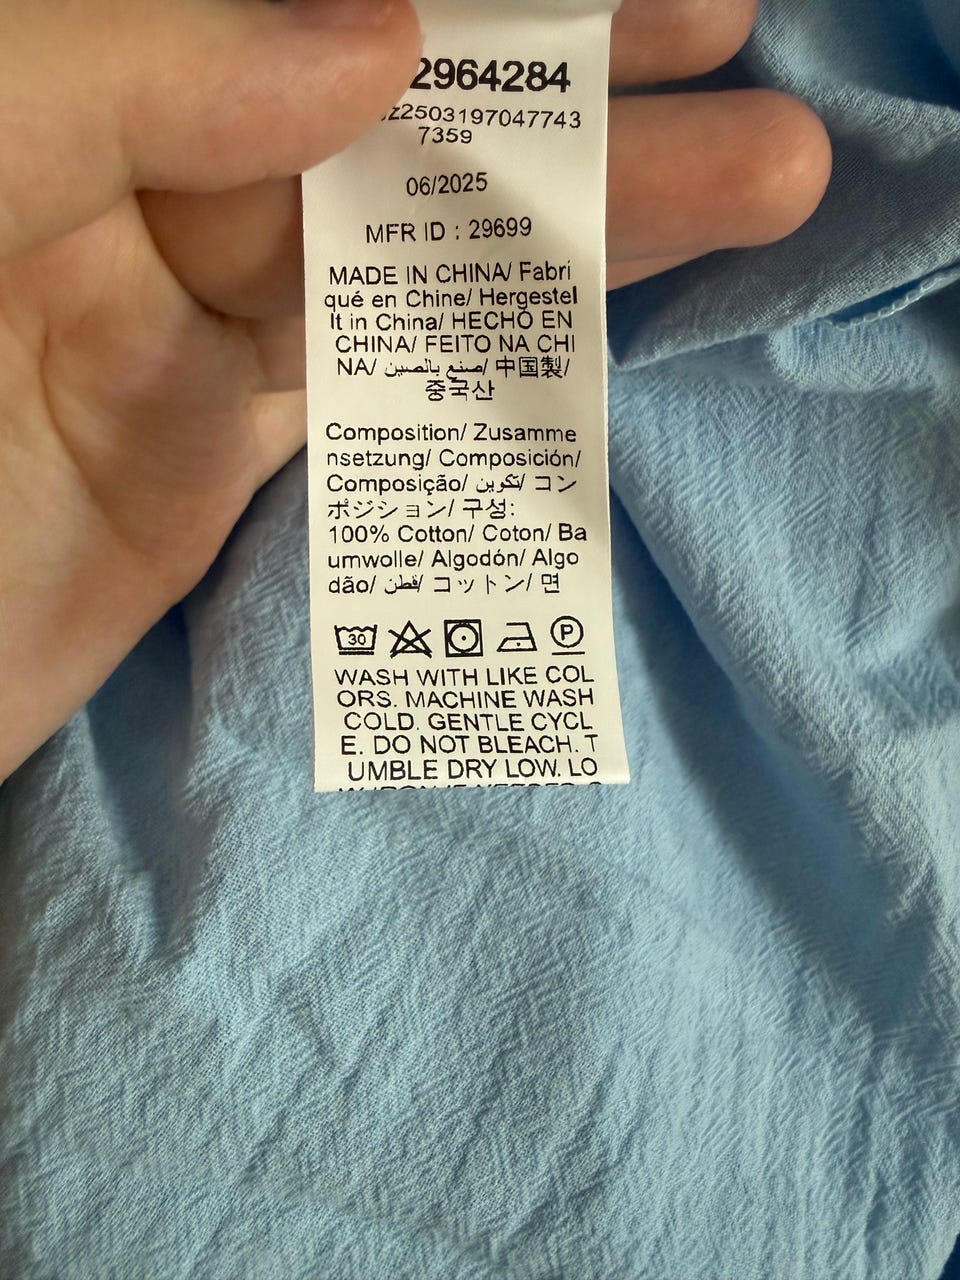 2964284
z2503197047743
7359
06/2025
MFR ID : 29699
MADE IN CHINA/ Fabri
qué en Chine/ Hergestel
lt in China/ HECHO EN
CHINA/ FEITO NA CHI
NA/ صنع بالصين/ 中国製/
중국산
Composition/ Zusamme
nsetzung/ Composición/
Composição/ تكوين/ コン
ポジション/ 구성:
100% Cotton/ Coton/ Ba
umwolle/ Algodón/ Algo
dão/ قطن/ コットン/ 면
30 P
WASH WITH LIKE COL
ORS. MACHINE WASH
COLD. GENTLE CYCL
E. DO NOT BLEACH. T
UMBLE DRY LOW. LO